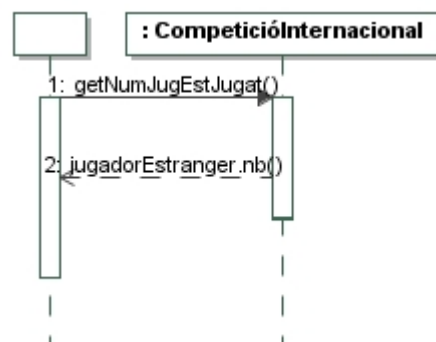 : CompeticióInternacional
1: getNumJugEstJugat()
2: jugadorEstranger.nb()